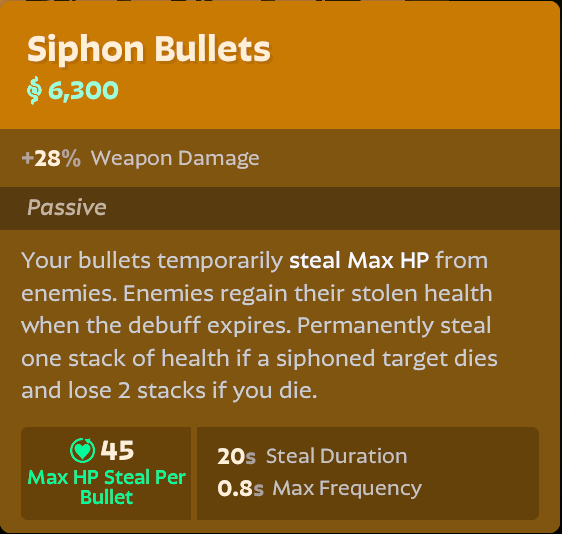 Siphon Bullets
6,300
+28% Weapon Damage
Passive
Your bullets temporarily steal Max HP from
enemies. Enemies regain their stolen health
when the debuff expires. Permanently steal
one stack of health if a siphoned target dies
and lose 2 stacks if you die.
45
Max HP Steal Per
Bullet
20s Steal Duration
0.8s Max Frequency